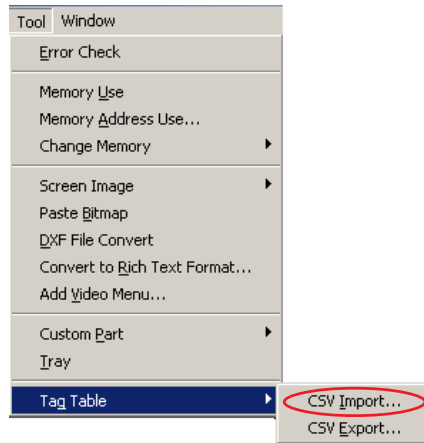 Tool Window
Error Check
Memory Use
Memory Address Use...
Change Memory
Screen Image
Paste Bitmap
DXF File Convert
Convert to Rich Text Format...
Add Video Menu...
Custom Part
Tray
Tag Table
CSV Import...
CSV Export...